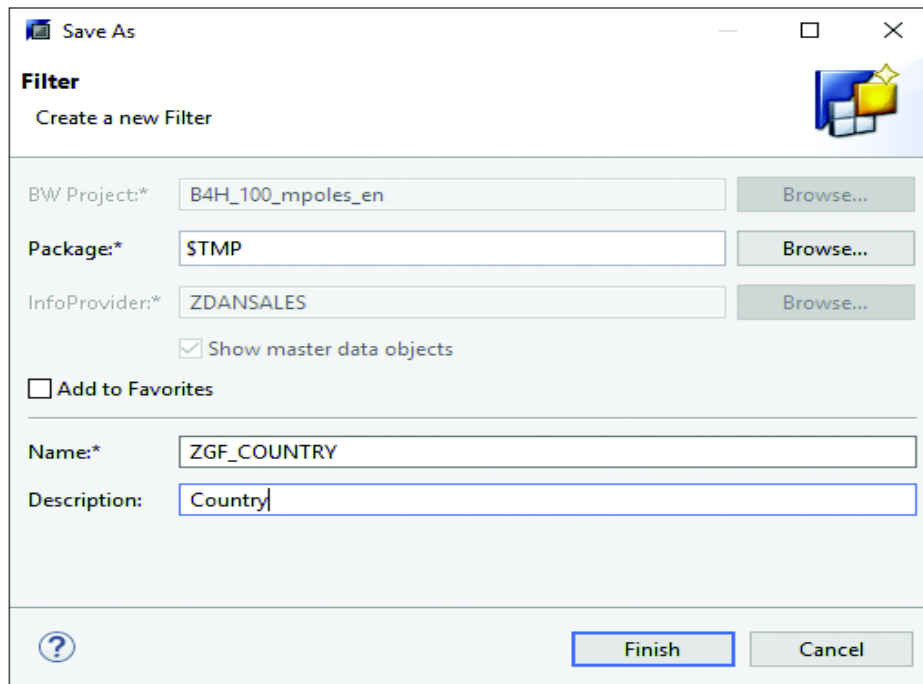 Save As
Filter
Create a new Filter
BW Project:* B4H_100_mpoles_en Browse...
Package:* $TMP Browse...
InfoProvider:* ZDANSALES Browse...
Show master data objects
Add to Favorites
Name:* ZGF_COUNTRY
Description: Country
? Finish Cancel